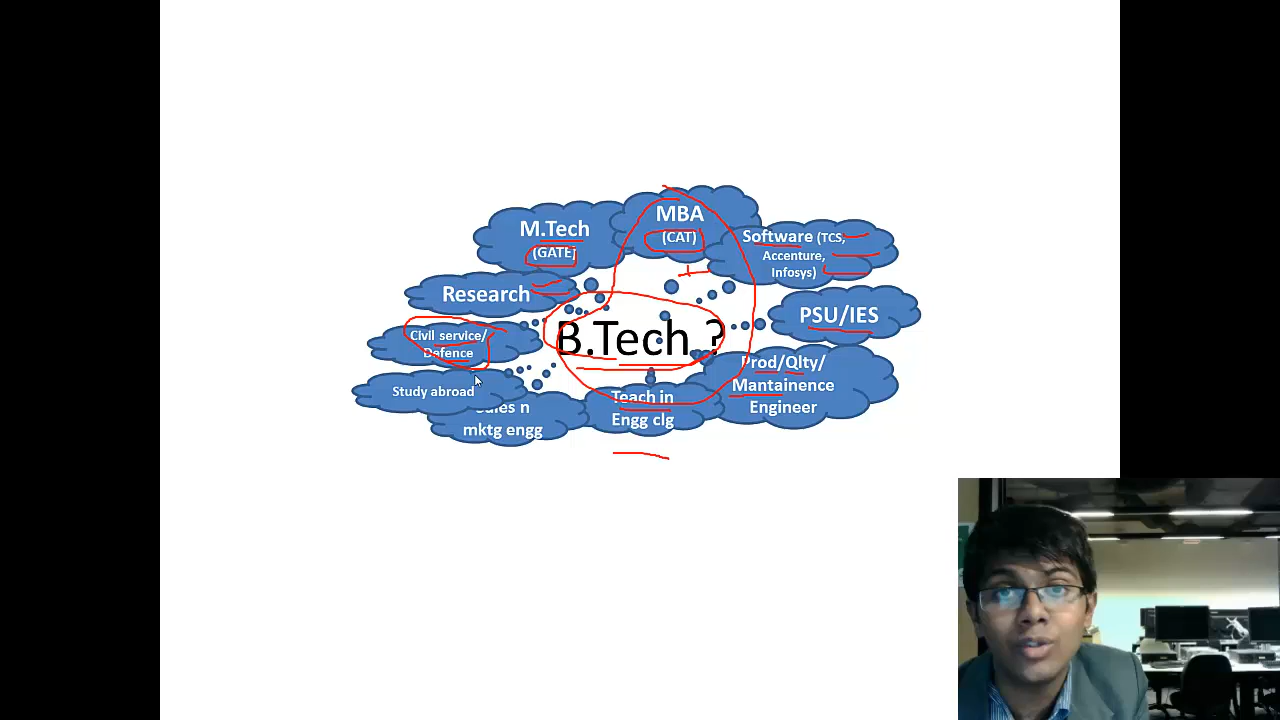 MBA
(CAT)
M.Tech
(GATE)
Software (TCS,
Accenture,
Infosys)
Research
PSU/IES
Civil service/
Defence
B.Tech ?
Prod/Qlty/
Mantainence
Engineer
Study abroad
Sales n
mktg engg
Teach in
Engg clg